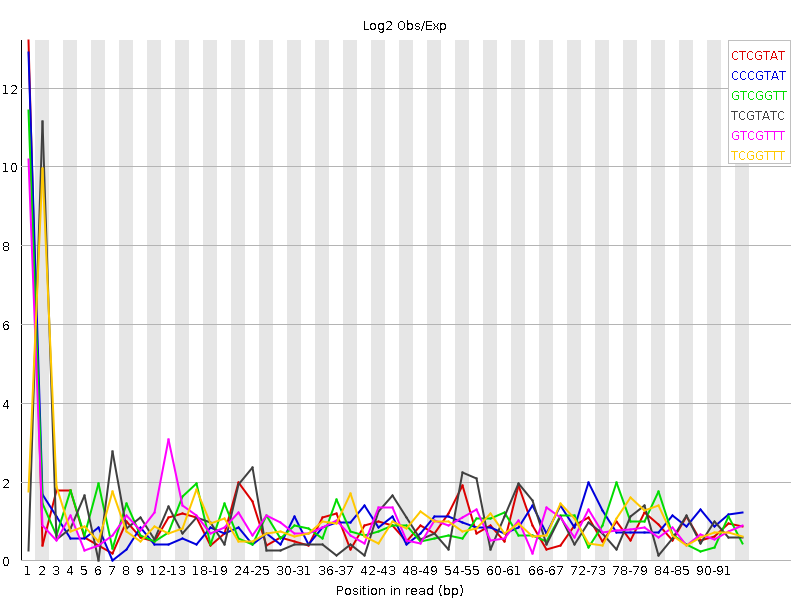 Log2 Obs/Exp
CTCGTAT
CCCGTAT
GTCGGTT
TCGTATC
GTCGTTT
TCGGTTT
12
10
8
6
4
2
0
1 2 3 4 5 6 7 8 9 12-13 18-19 24-25 30-31 36-37 42-43 48-49 54-55 60-61 66-67 72-73 78-79 84-85 90-91
Position in read (bp)